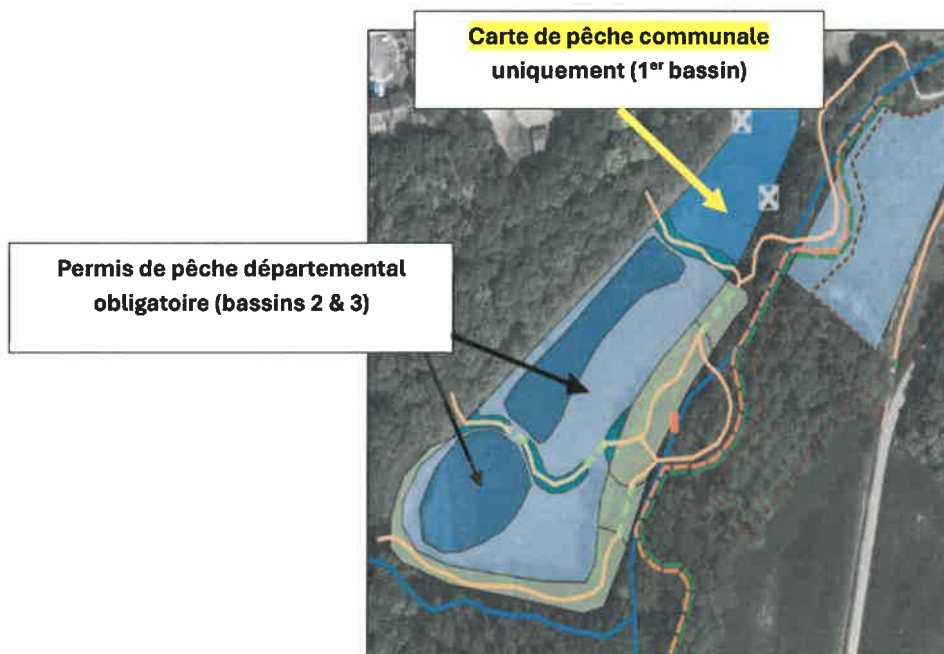 Carte de pêche communale
uniquement (1er bassin)
Permis de pêche départemental
obligatoire (bassins 2 & 3)